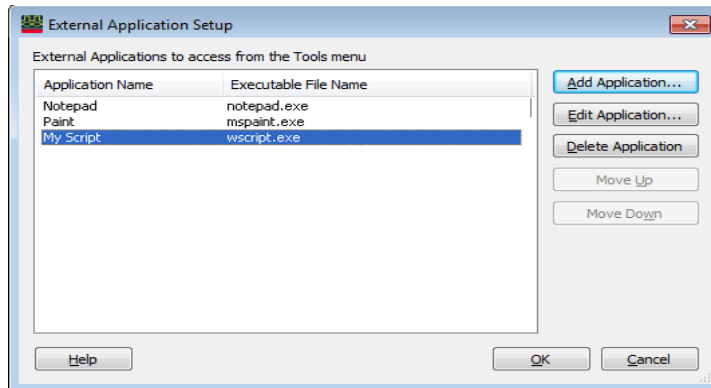 External Application Setup
External Applications to access from the Tools menu
Application Name Executable File Name
Notepad notepad.exe
Paint mspaint.exe
My Script wscript.exe
Add Application...
Edit Application...
Delete Application
Move Up
Move Down
Help OK Cancel